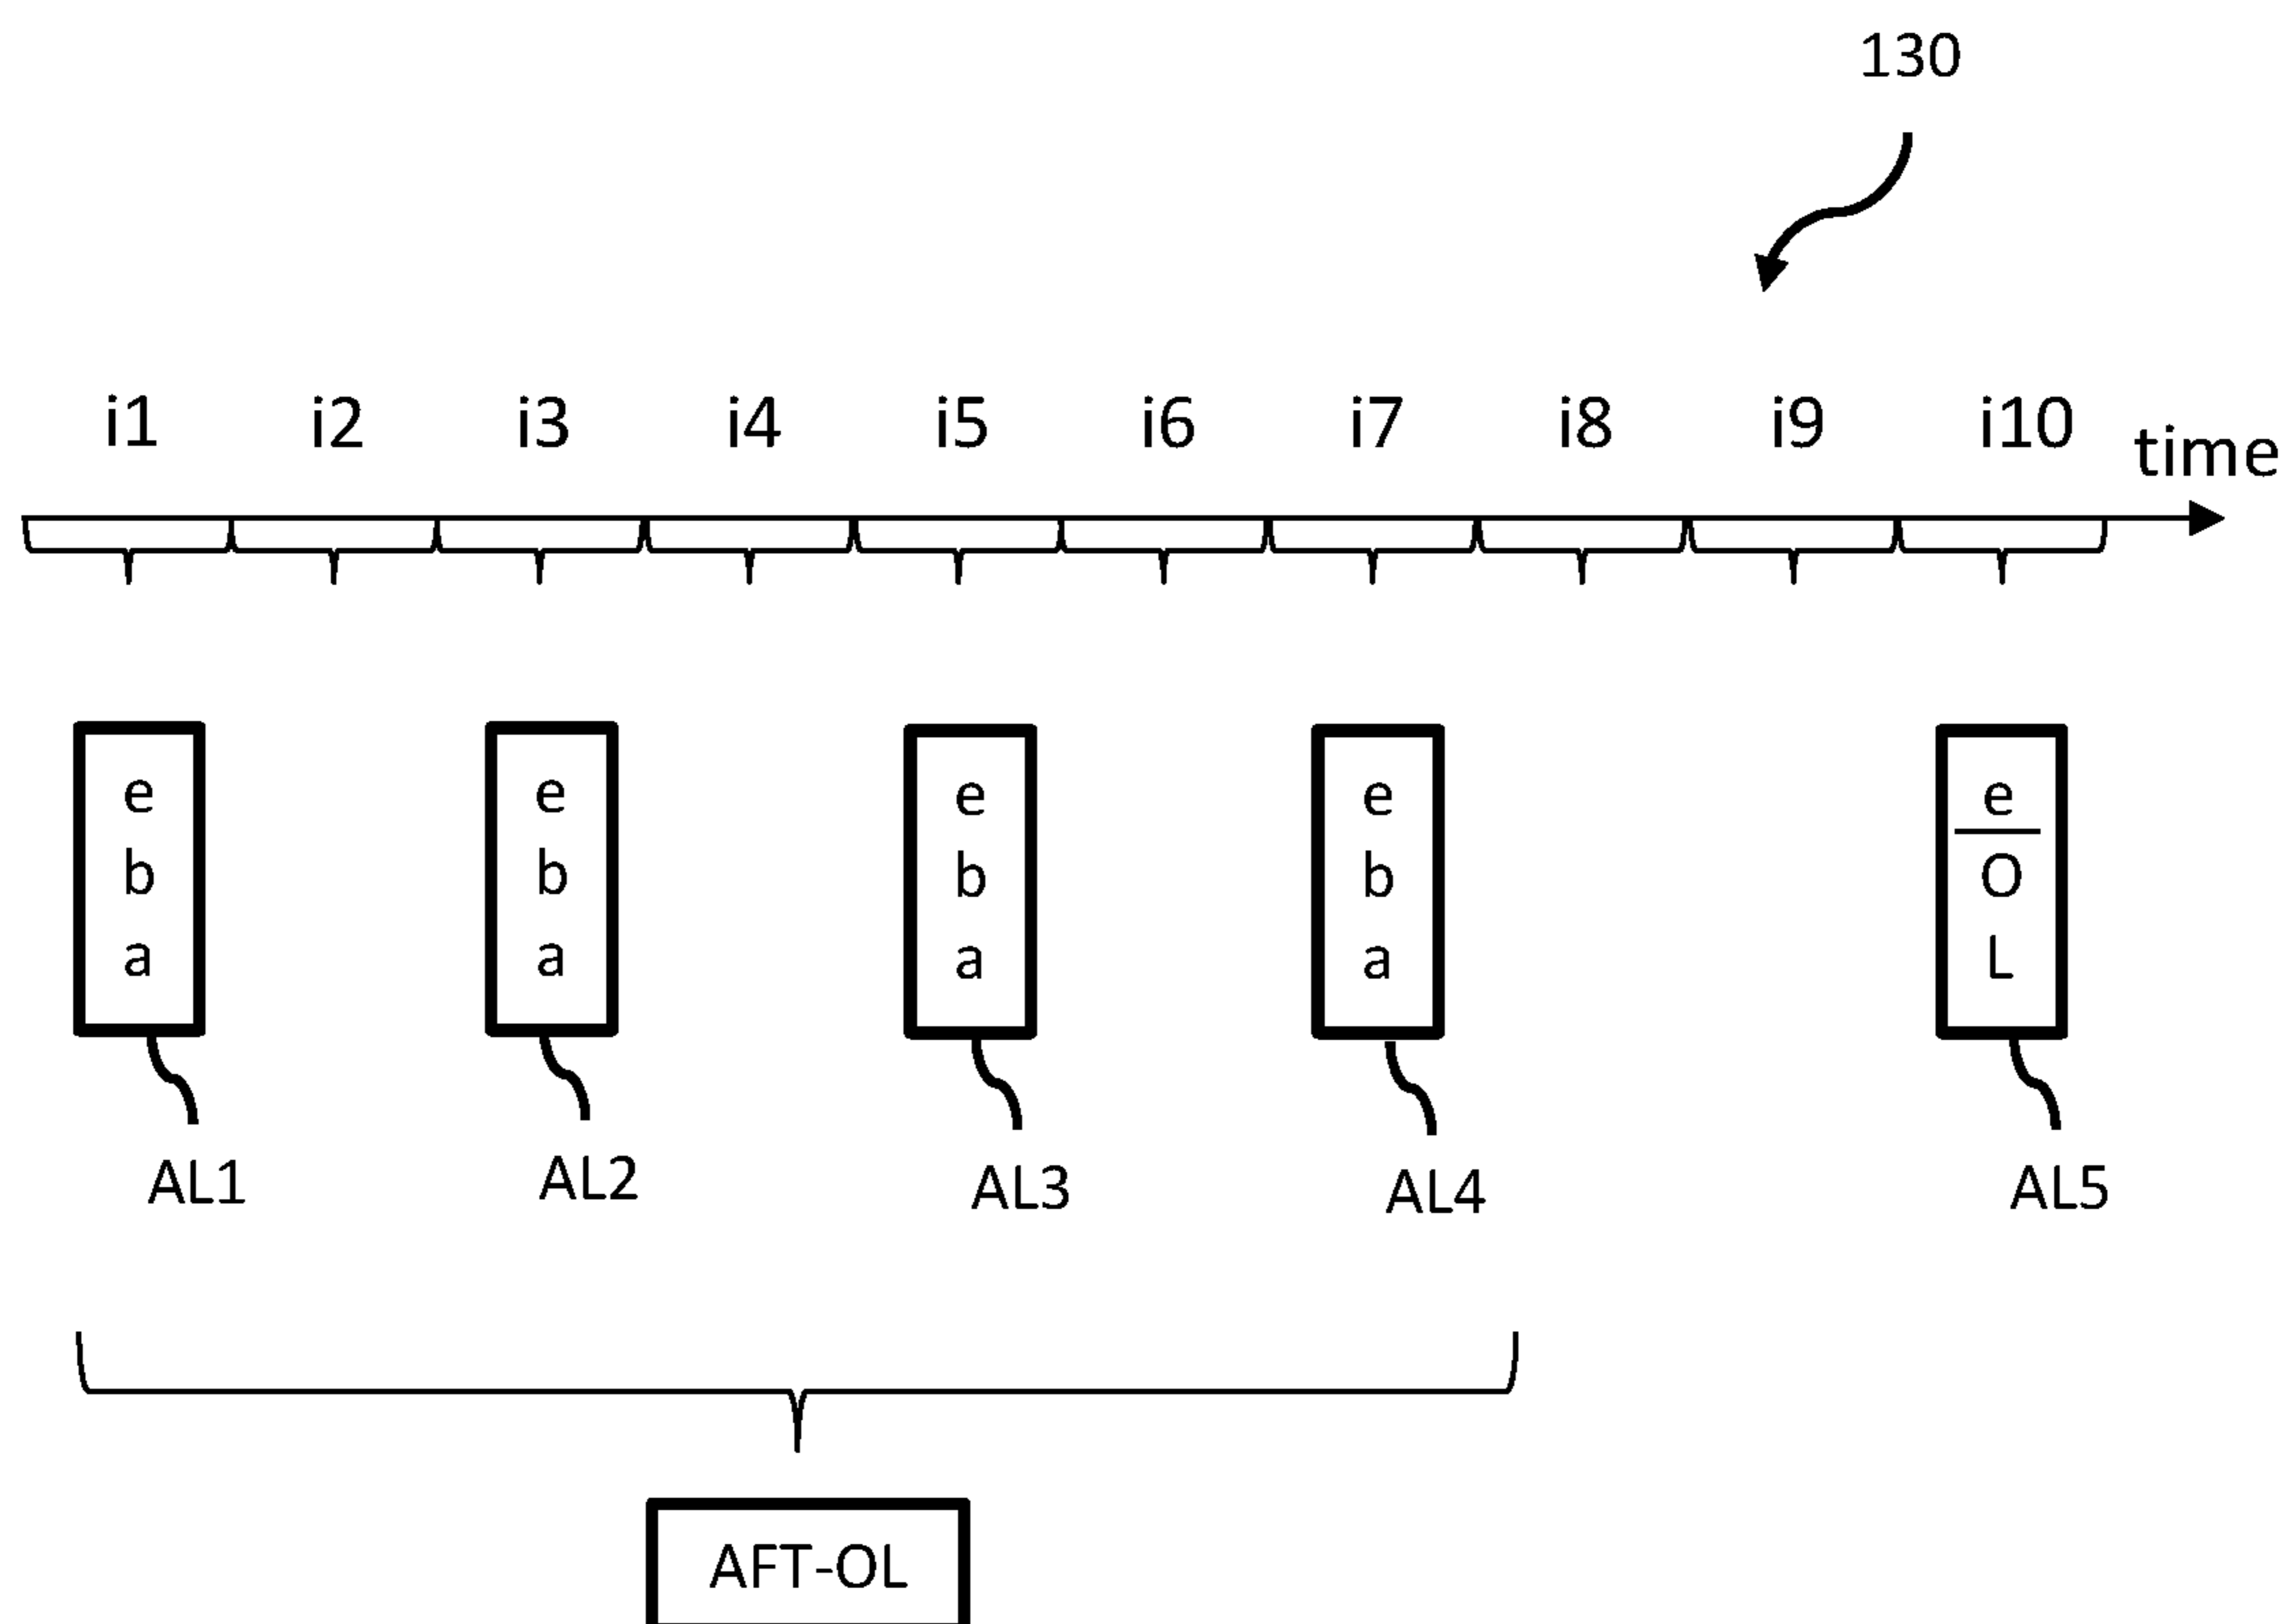 130
i1 i2 i3 i4 i5 i6 i7 i8 i9 i10
time
e e e e e
b b b b O
a a a a L
AL1 AL2 AL3 AL4 AL5
AFT-OL